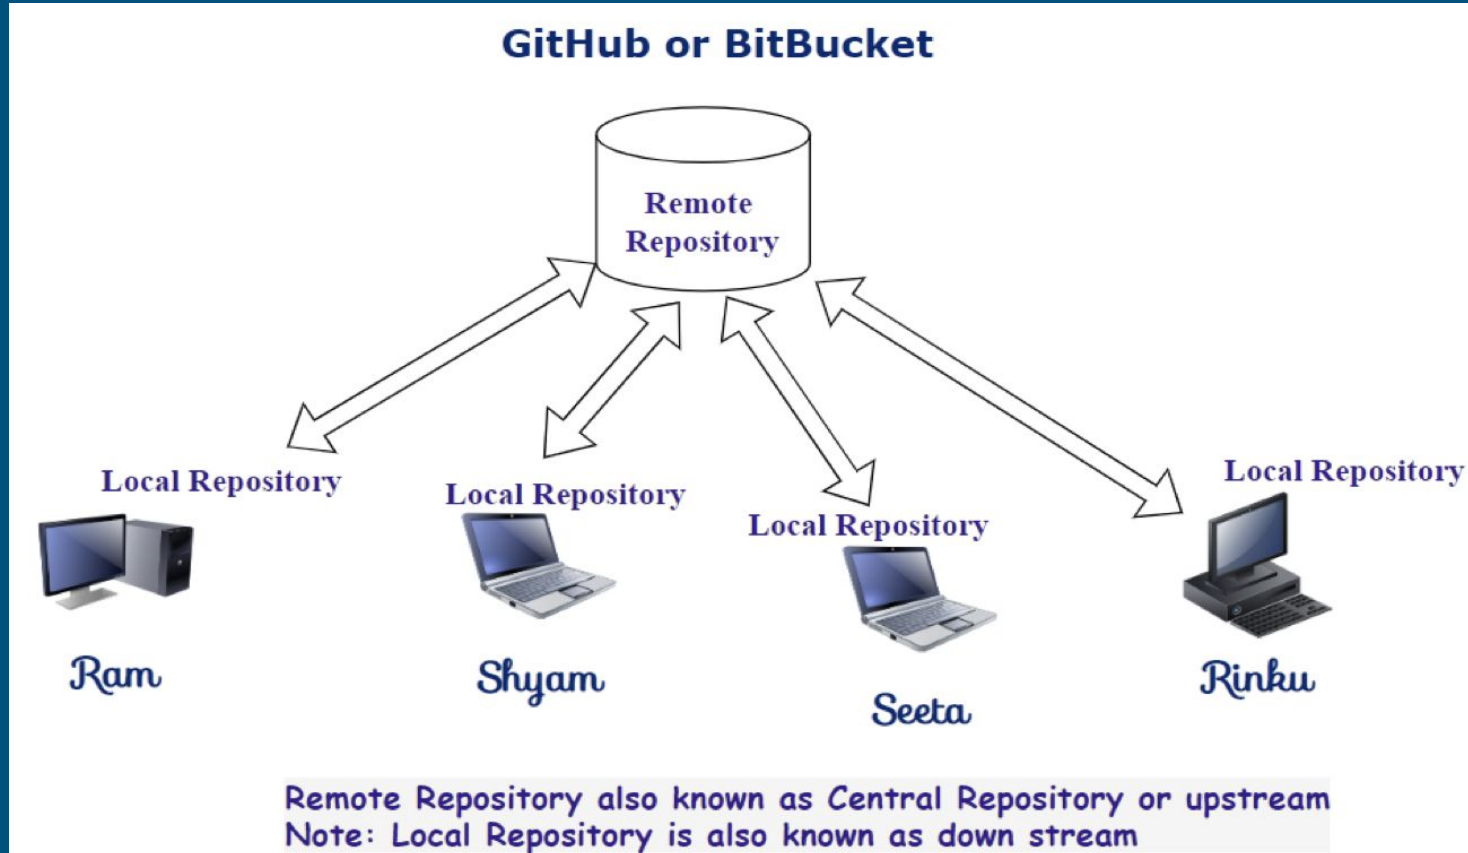 GitHub or BitBucket
Remote
Repository
Local Repository
Local Repository
Local Repository
Local Repository
Ram
Shyam
Seeta
Rinku
Remote Repository also known as Central Repository or upstream
Note: Local Repository is also known as down stream